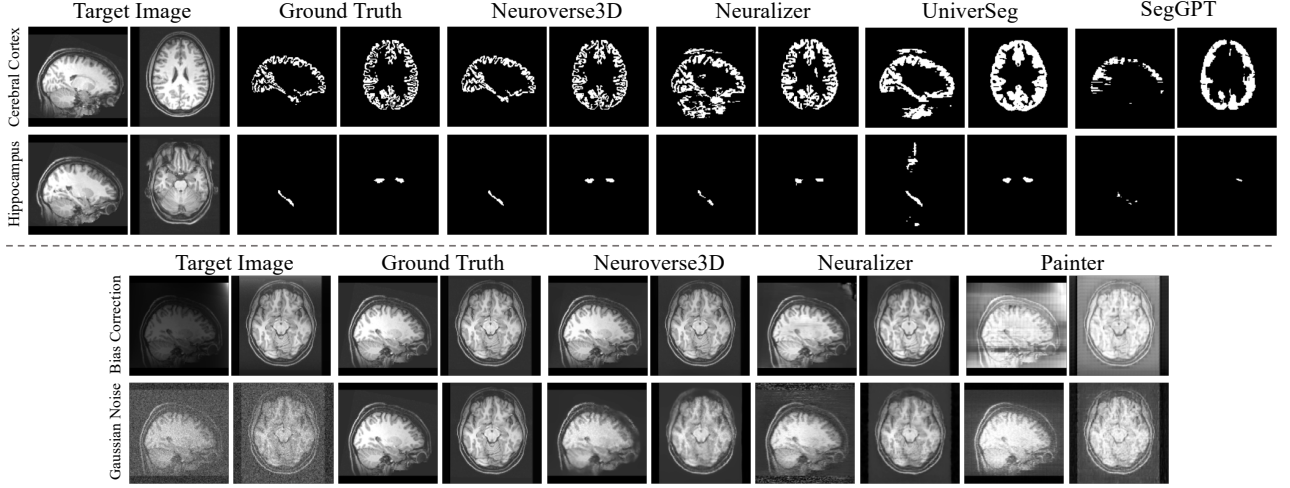 Target Image Ground Truth Neuroverse3D Neuralizer UniverSeg SegGPT
Cerebral Cortex
Hippocampus
Target Image Ground Truth Neuroverse3D Neuralizer Painter
Bias Correction
Gaussian Noise